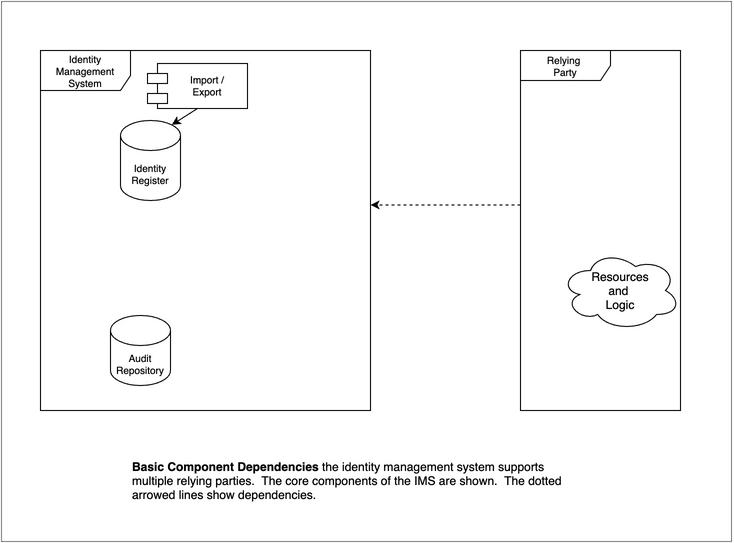 Identity
Management
System
Import /
Export
Relying
Party
Identity
Register
Resources
and
Logic
Audit
Repository
Basic Component Dependencies the identity management system supports
multiple relying parties.  The core components of the IMS are shown.  The dotted
arrowed lines show dependencies.